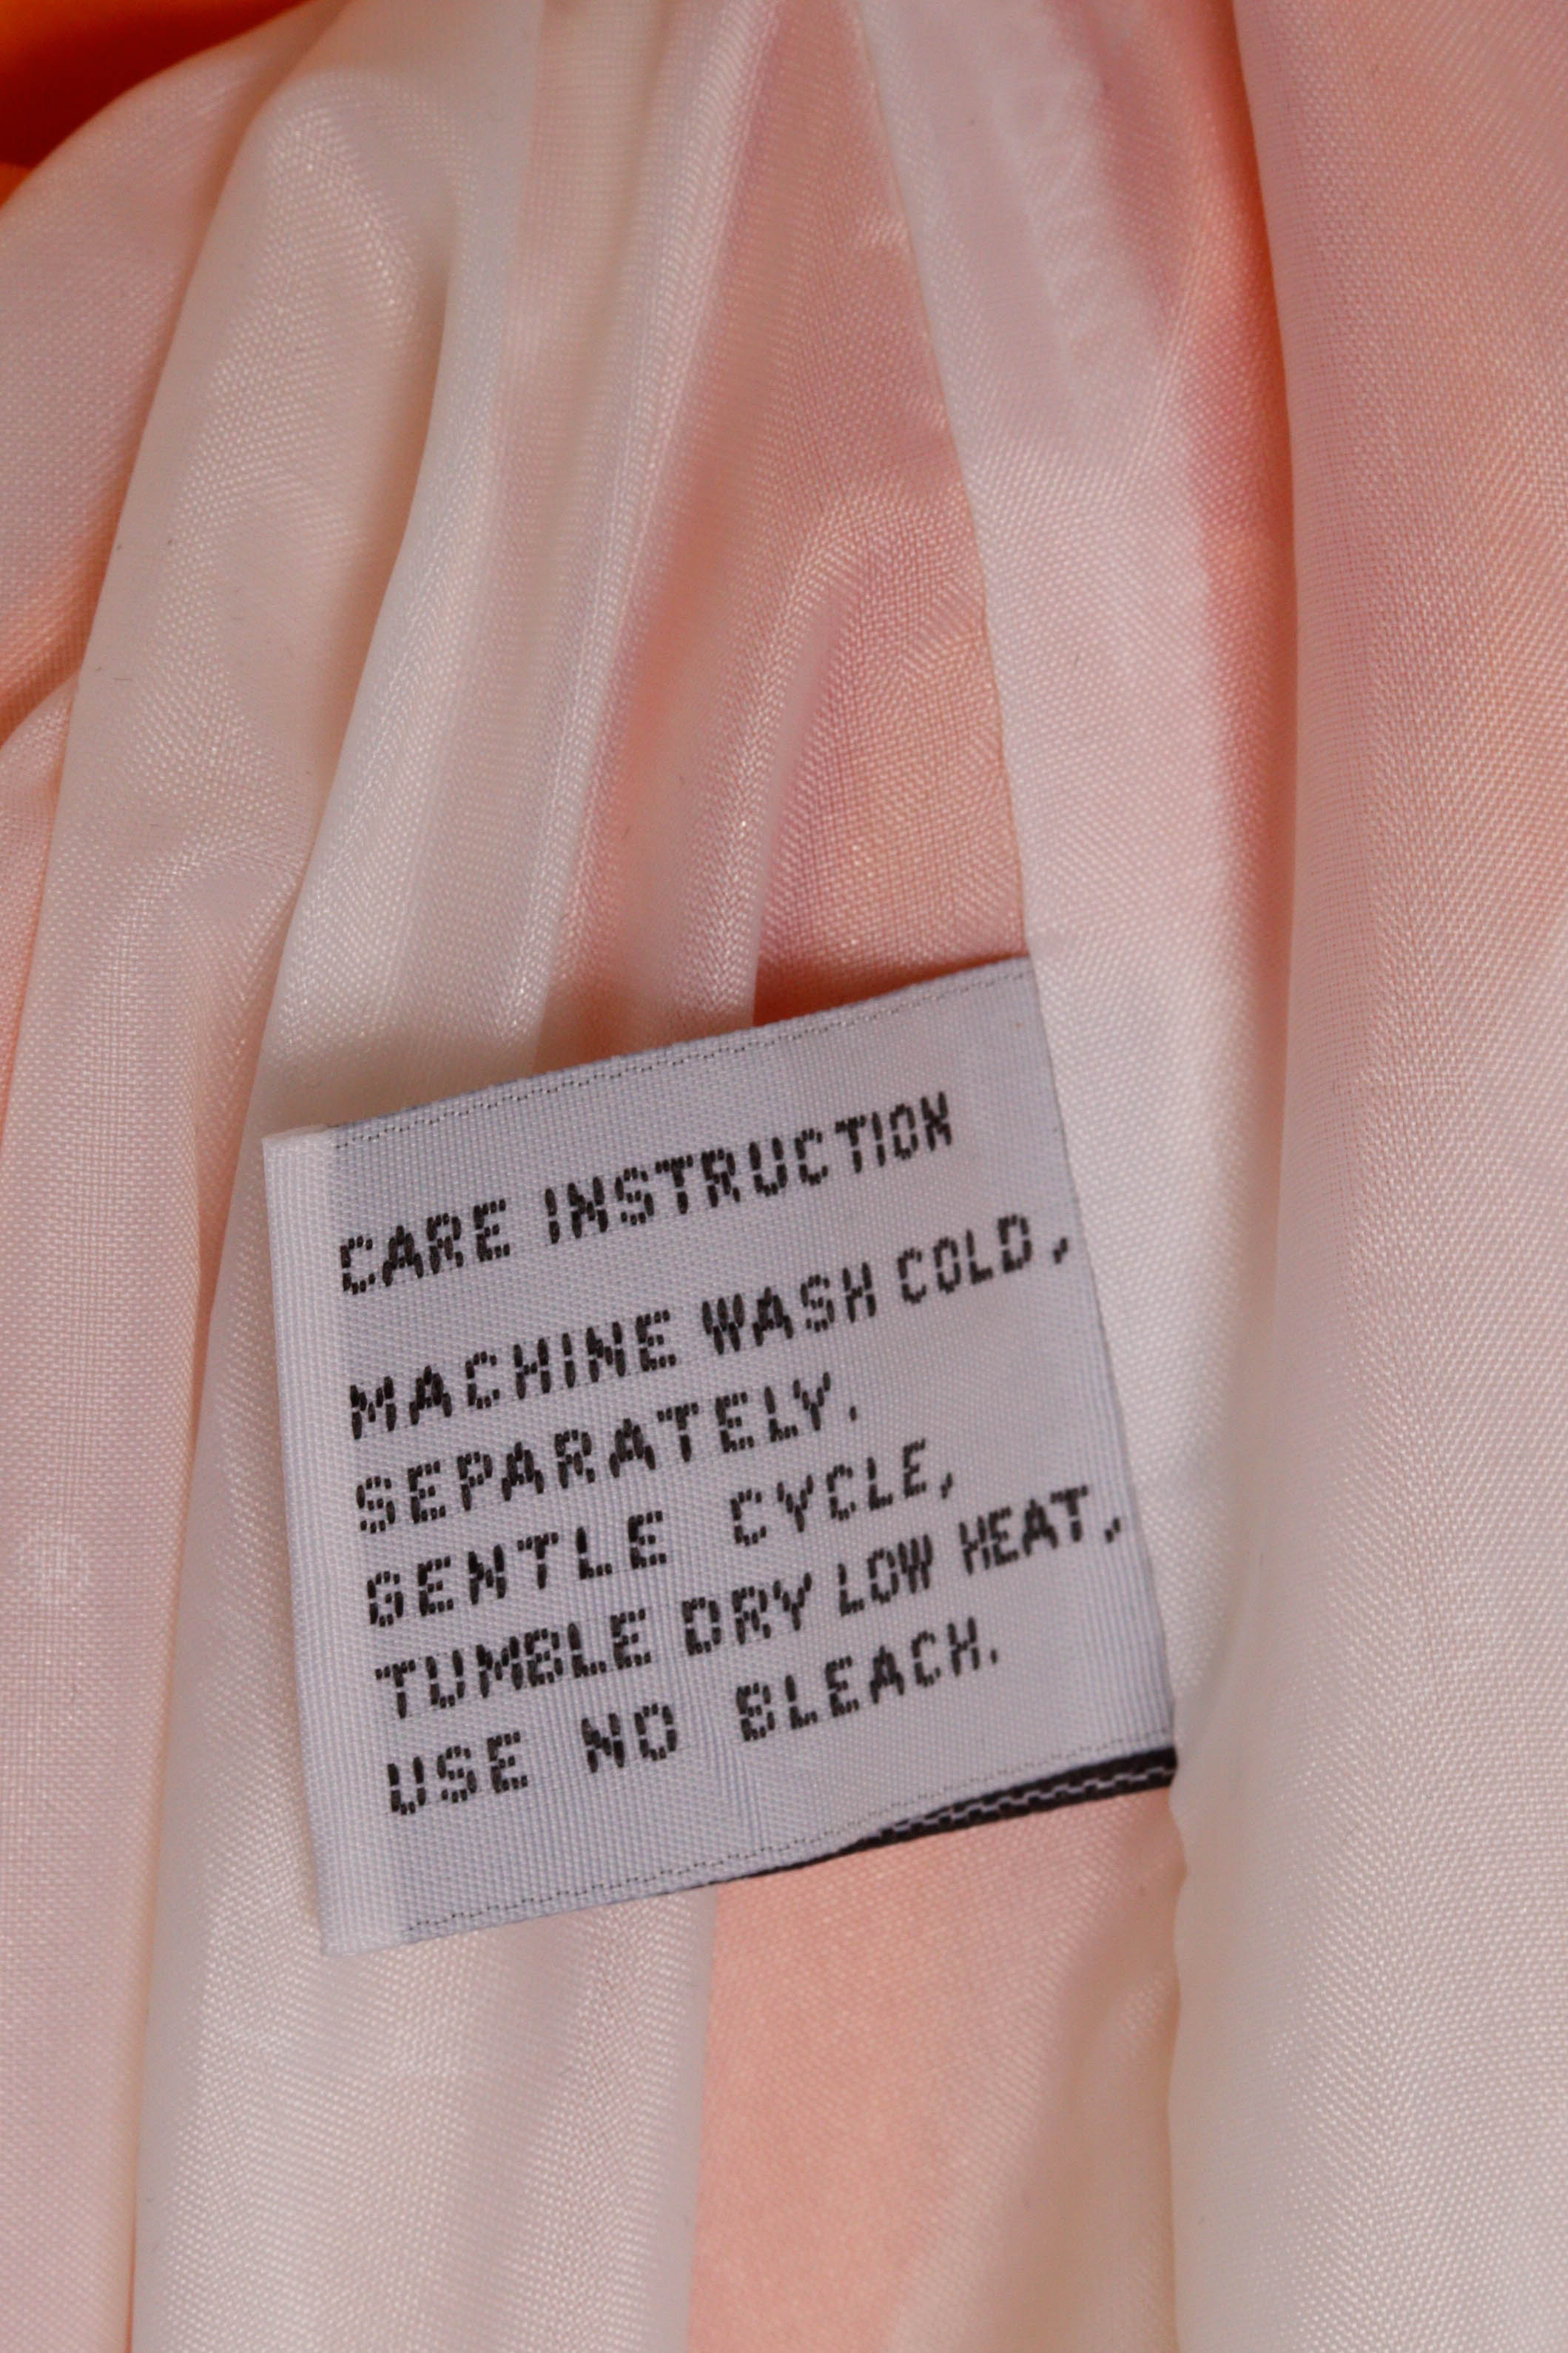 CARE INSTRUCTION
MACHINE WASH COLD,
SEPARATELY.
GENTLE CYCLE,
TUMBLE DRY LOW HEAT,
USE NO BLEACH.